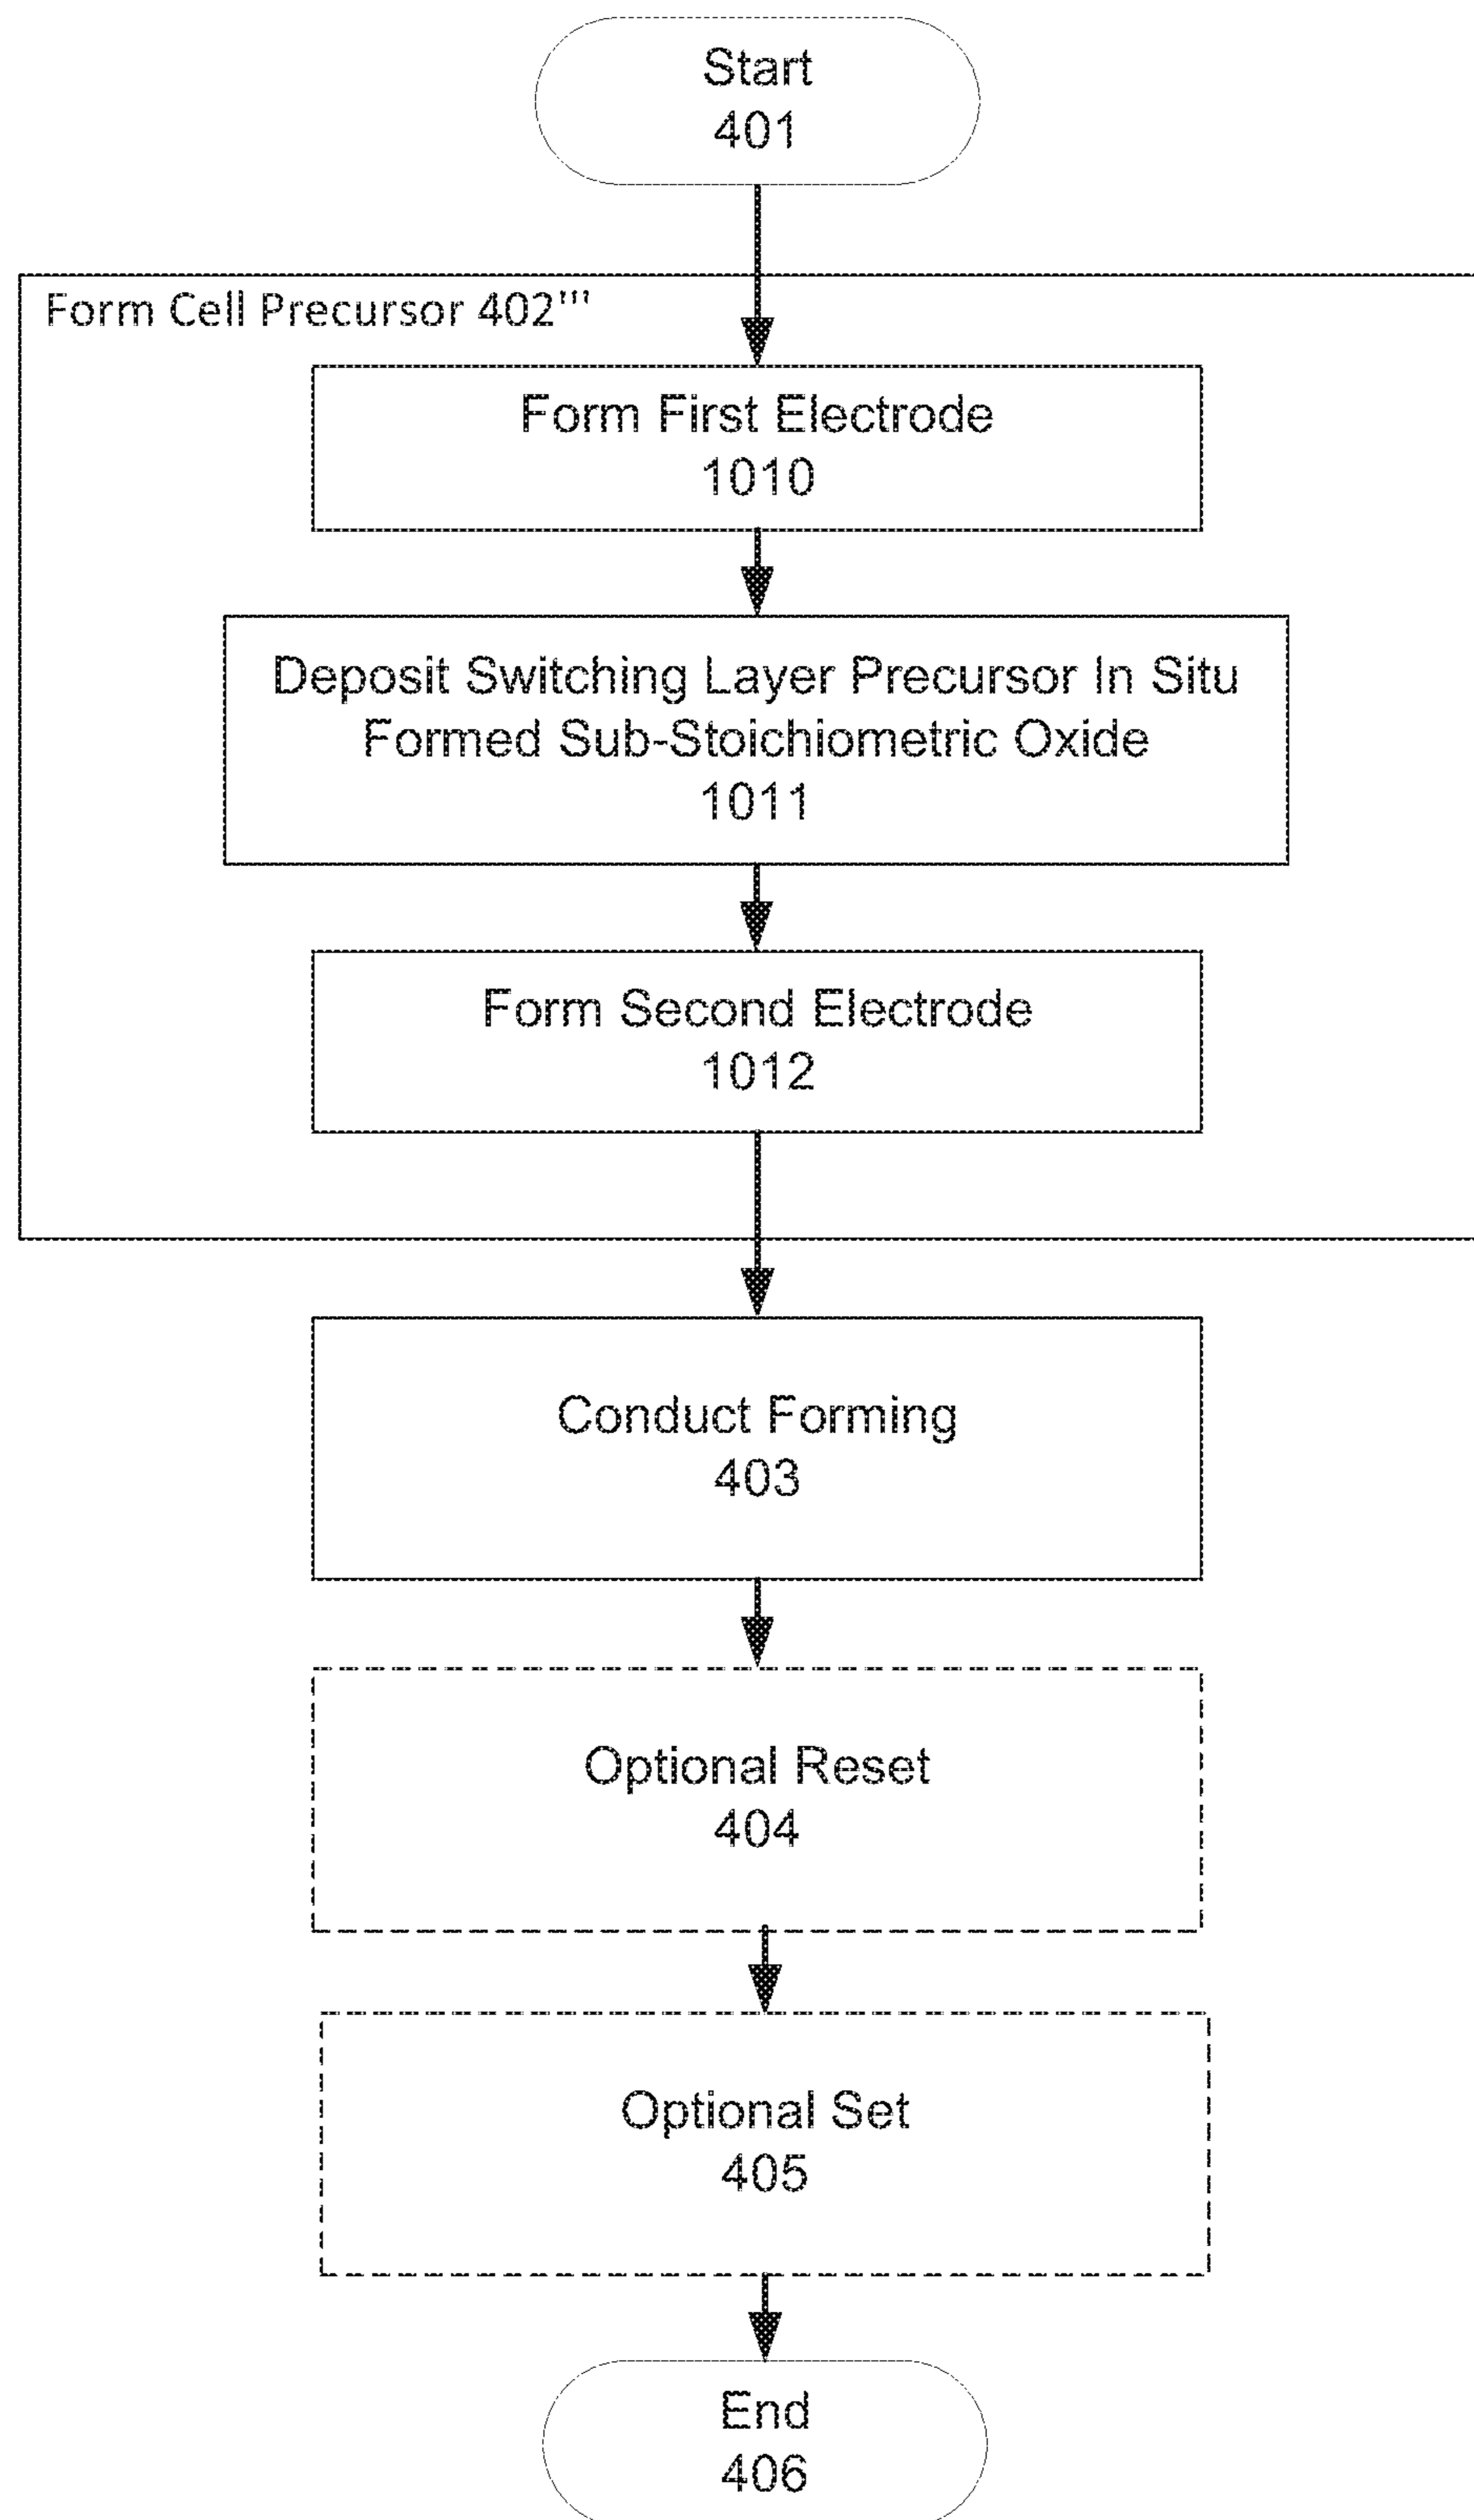 Start
401
Form Cell Precursor 402'''
Form First Electrode
1010
Deposit Switching Layer Precursor In Situ
Formed Sub-Stoichiometric Oxide
1011
Form Second Electrode
1012
Conduct Forming
403
Optional Reset
404
Optional Set
405
End
406